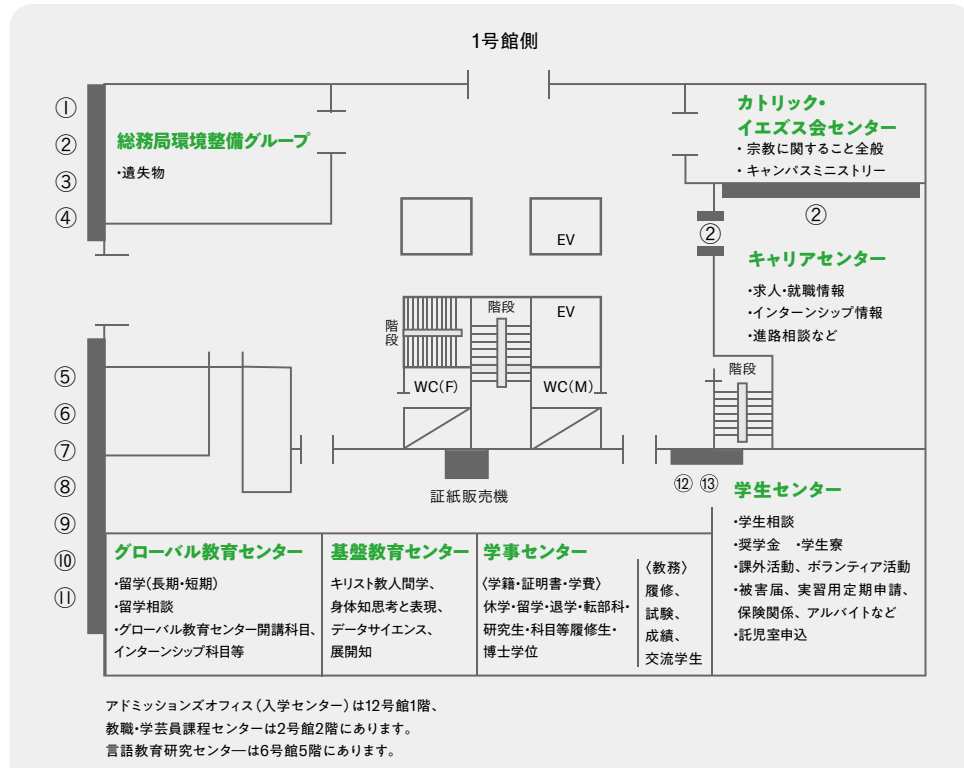 1号館側
①
②
③
④
総務局環境整備グループ
・遺失物
カトリック・
イエズス会センター
・宗教に関すること全般
・キャンパスミニストリー
②
②
キャリアセンター
・求人・就職情報
・インターンシップ情報
・進路相談など
EV
階段
階段
EV
WC(F)
WC(M)
階段
⑤
⑥
⑦
⑧
⑨
⑩
⑪
証紙販売機
⑫ ⑬
学生センター
・学生相談
・奨学金 ・学生寮
・課外活動、ボランティア活動
・被害届、実習用定期申請、
保険関係、アルバイトなど
・託児室申込
グローバル教育センター
・留学(長期・短期)
・留学相談
・グローバル教育センター開講科目、
インターンシップ科目等
基盤教育センター
キリスト教人間学、
身体知思考と表現、
データサイエンス、
展開知
学事センター
〈学籍・証明書・学費〉
休学・留学・退学・転部科・
研究生・科目等履修生・
博士学位
〈教務〉
履修、
試験、
成績、
交流学生
アドミッションズオフィス(入学センター)は12号館1階、
教職・学芸員課程センターは2号館2階にあります。
言語教育研究センターは6号館5階にあります。